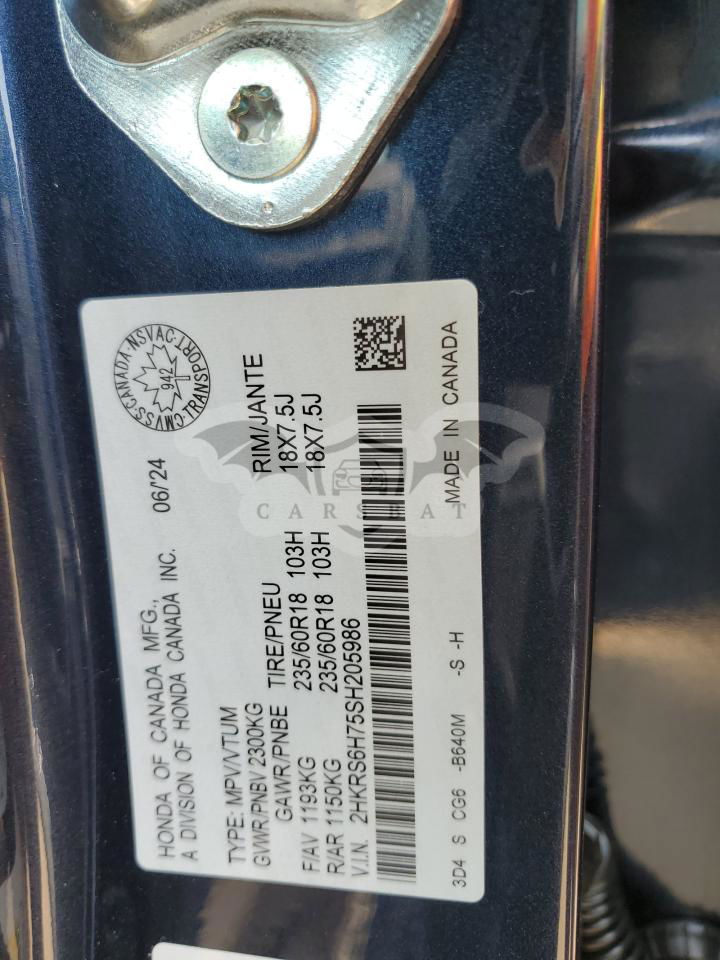 HONDA OF CANADA MFG., 06/'24
A DIVISION OF HONDA CANADA INC.
CMVSS·CANADA·NSVAC·TRANSPORT·
942
TYPE: MPV/VTUM
GVWR/PNBV 2300KG
GAWR/PNBE TIRE/PNEU RIM/JANTE
F/AV 1193KG 235/60R18 103H 18X7.5J
R/AR 1150KG 235/60R18 103H 18X7.5J
V.I.N. 2HKRS6H75SH205986
3D4 S CG6 -B640M -S -H MADE IN CANADA
CARSBAT